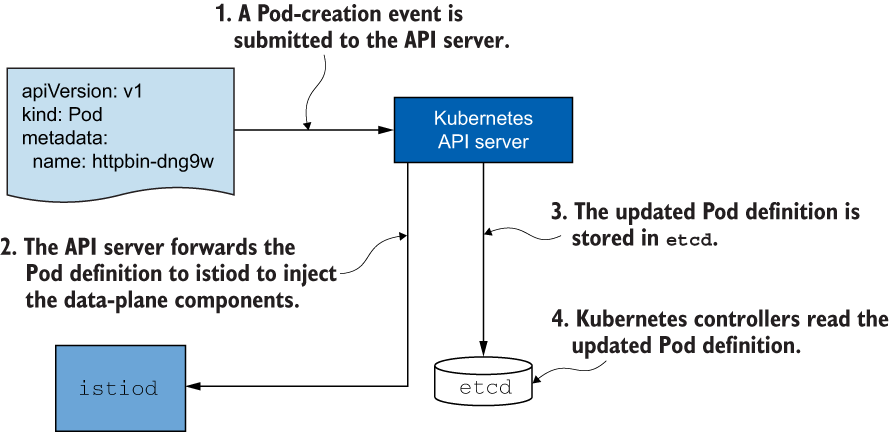 1. A Pod-creation event is
submitted to the API server.
apiVersion: v1
kind: Pod
metadata:
  name: httpbin-dng9w
Kubernetes
API server
3. The updated Pod definition is
stored in etcd.
2. The API server forwards the
Pod definition to istiod to inject
the data-plane components.
4. Kubernetes controllers read the
updated Pod definition.
istiod
etcd